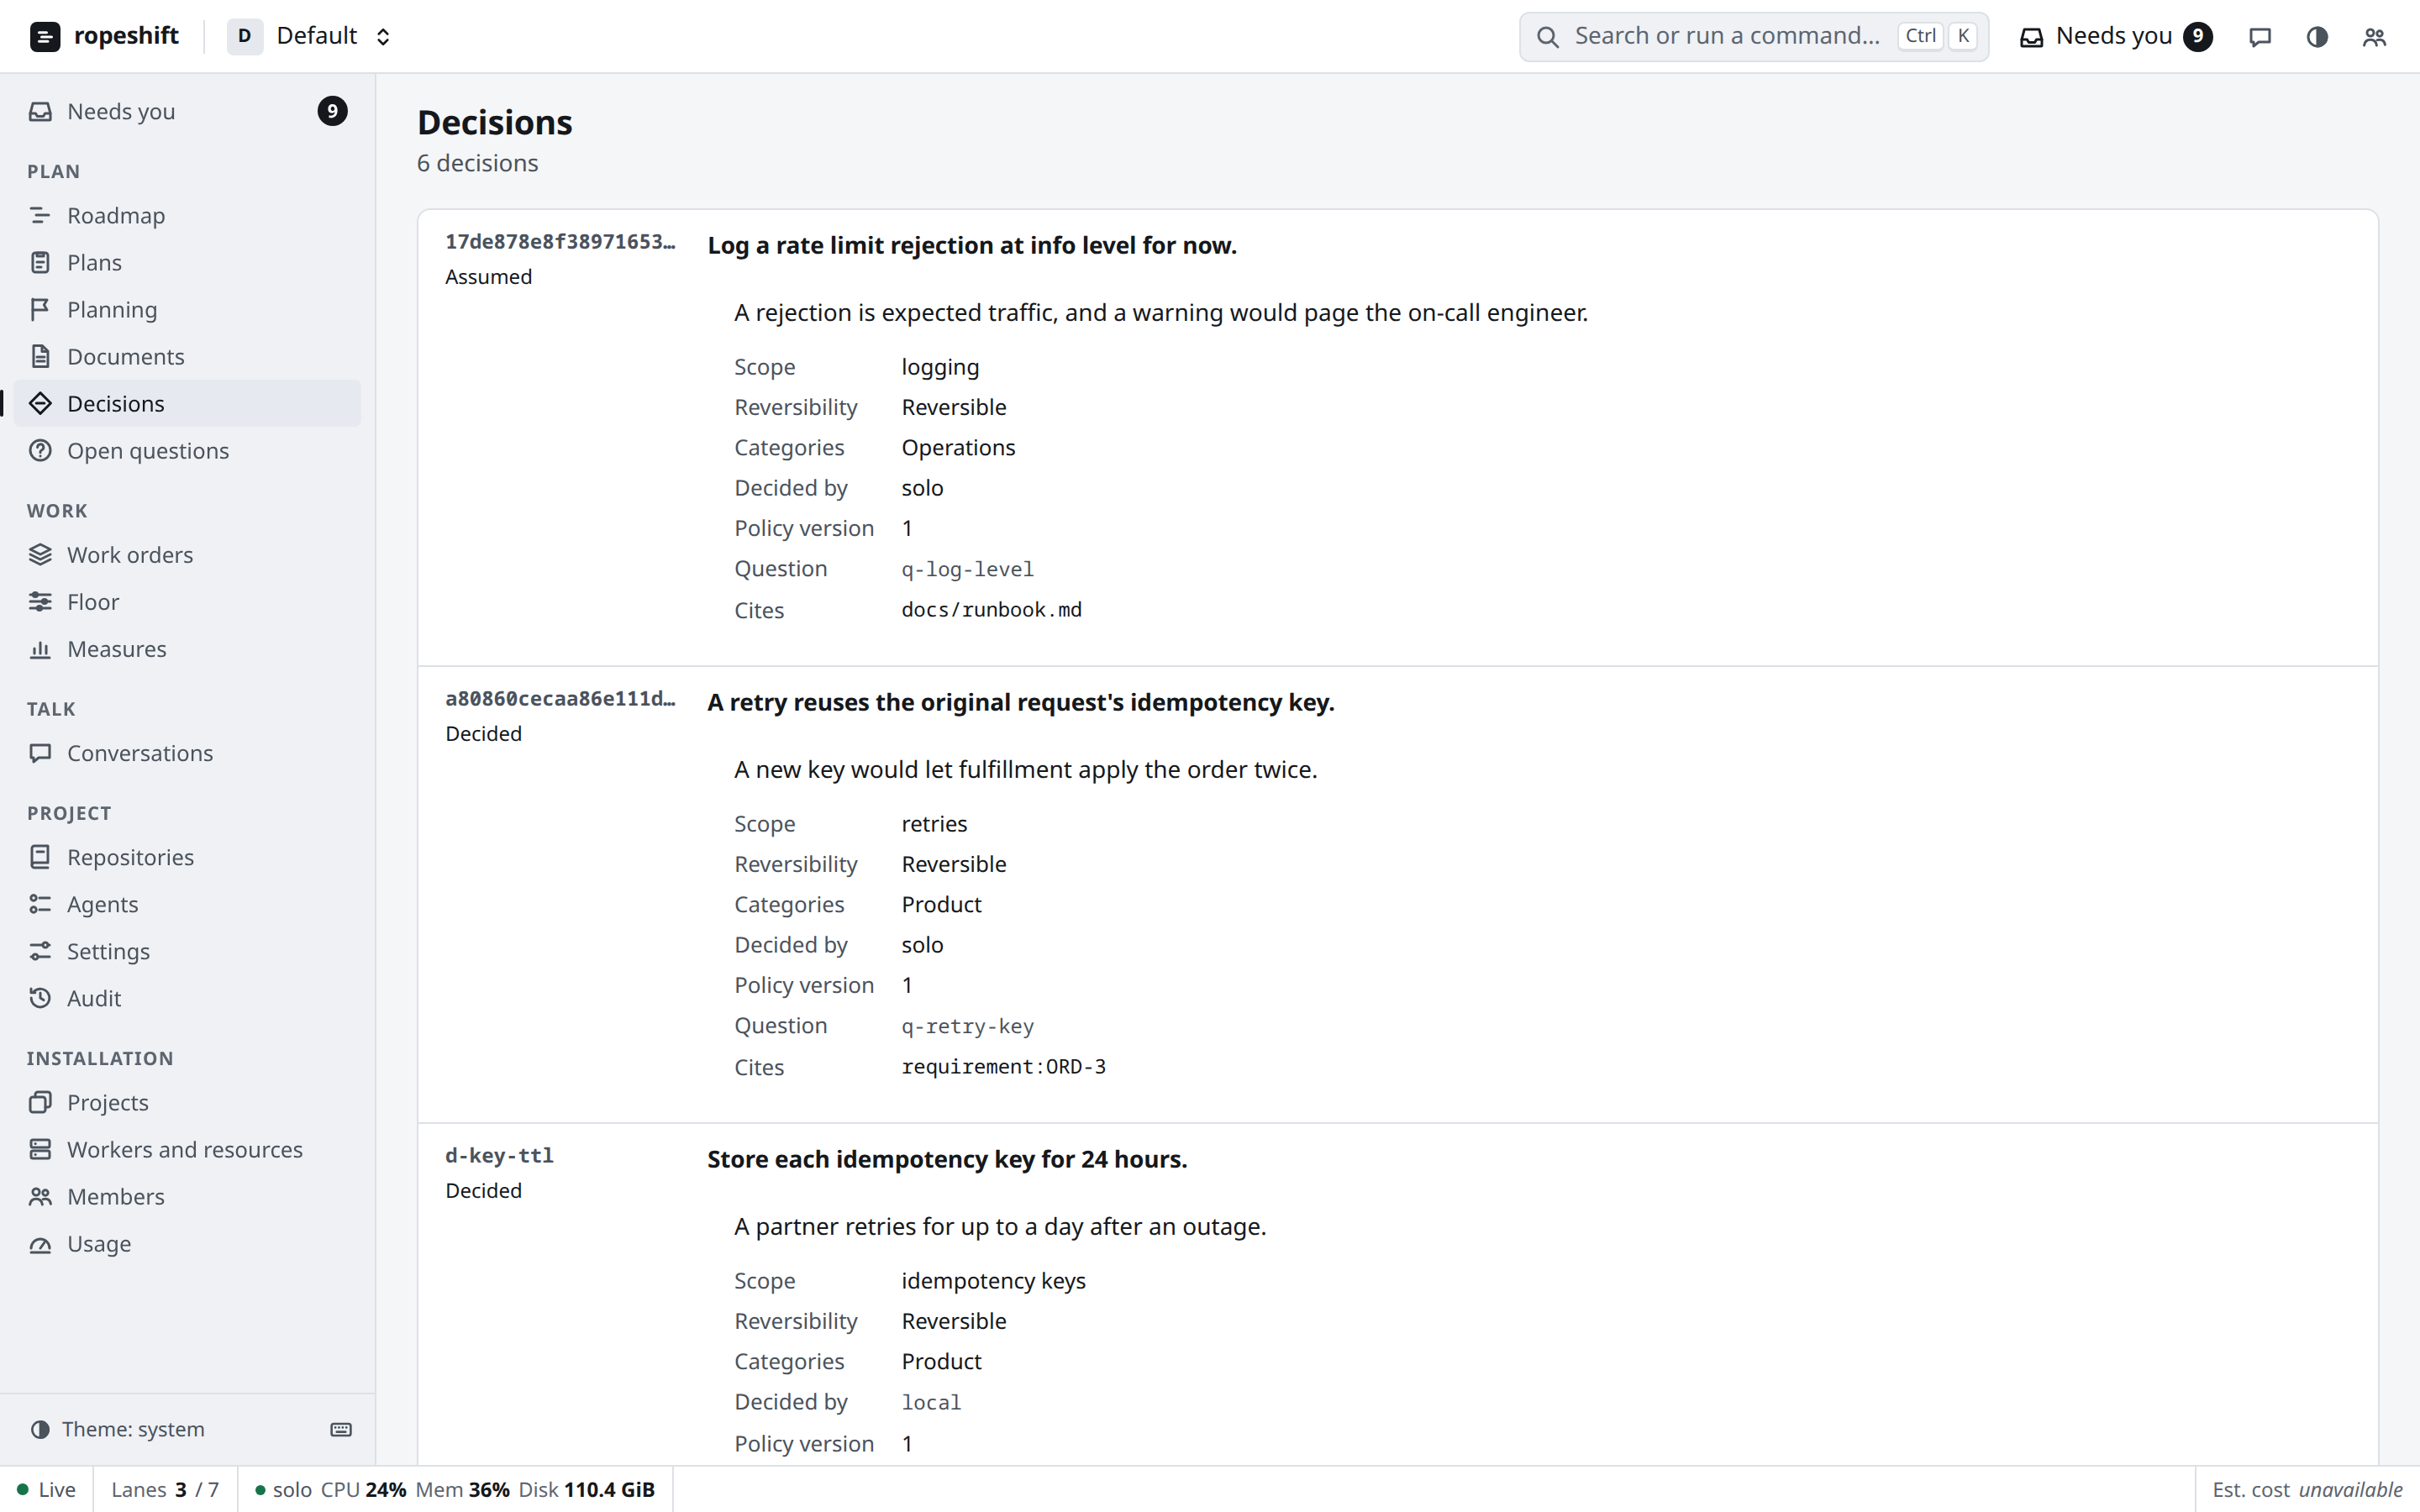 ropeshift
D Default
Search or run a command... Ctrl K
Needs you 9
Needs you 9
PLAN
Roadmap
Plans
Planning
Documents
Decisions
Open questions
WORK
Work orders
Floor
Measures
TALK
Conversations
PROJECT
Repositories
Agents
Settings
Audit
INSTALLATION
Projects
Workers and resources
Members
Usage
Theme: system
Decisions
6 decisions
17de878e8f38971653…
Assumed
Log a rate limit rejection at info level for now.
A rejection is expected traffic, and a warning would page the on-call engineer.
Scope logging
Reversibility Reversible
Categories Operations
Decided by solo
Policy version 1
Question q-log-level
Cites docs/runbook.md
a80860cecaa86e111d…
Decided
A retry reuses the original request's idempotency key.
A new key would let fulfillment apply the order twice.
Scope retries
Reversibility Reversible
Categories Product
Decided by solo
Policy version 1
Question q-retry-key
Cites requirement:ORD-3
d-key-ttl
Decided
Store each idempotency key for 24 hours.
A partner retries for up to a day after an outage.
Scope idempotency keys
Reversibility Reversible
Categories Product
Decided by local
Policy version 1
Live
Lanes 3 / 7
solo CPU 24% Mem 36% Disk 110.4 GiB
Est. cost unavailable